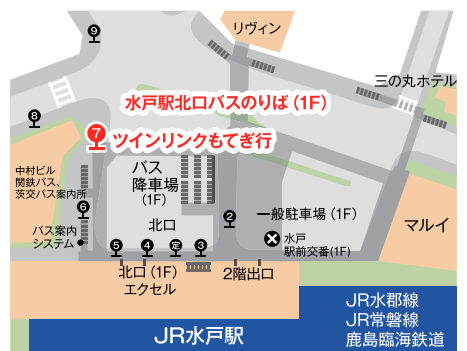 9
リヴィン
三の丸ホテル
水戸駅北口バスのりば(1F)
8
7 ツインリンクもてぎ行
中村ビル
関鉄バス、
茨交バス案内所
バス
降車場
(1F)
6
2
一般駐車場(1F)
マルイ
バス案内
システム
北口
水戸
駅前交番(1F)
5
4
定
3
北口(1F)
エクセル
2階出口
JR水戸駅
JR水郡線
JR常磐線
鹿島臨海鉄道